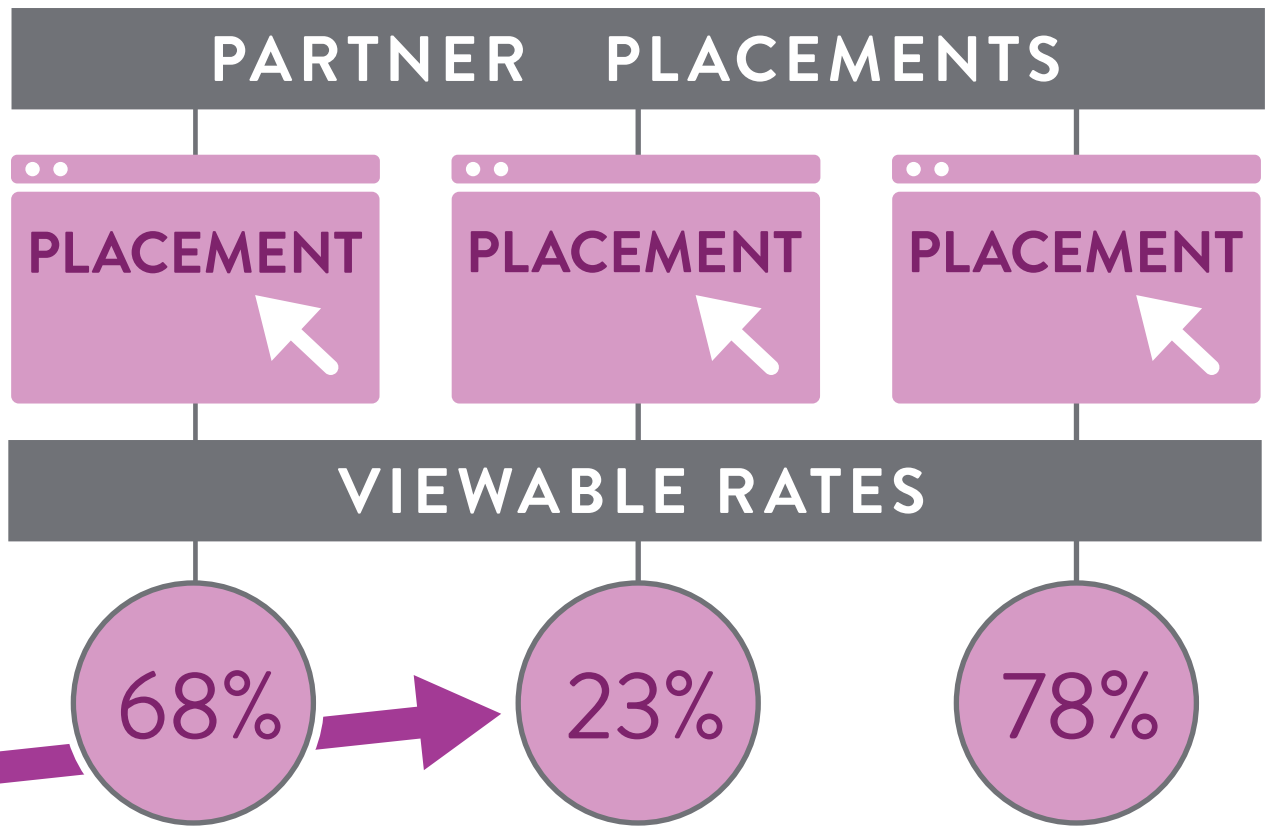 PARTNER PLACEMENTS
PLACEMENT PLACEMENT PLACEMENT
VIEWABLE RATES
68% 23% 78%